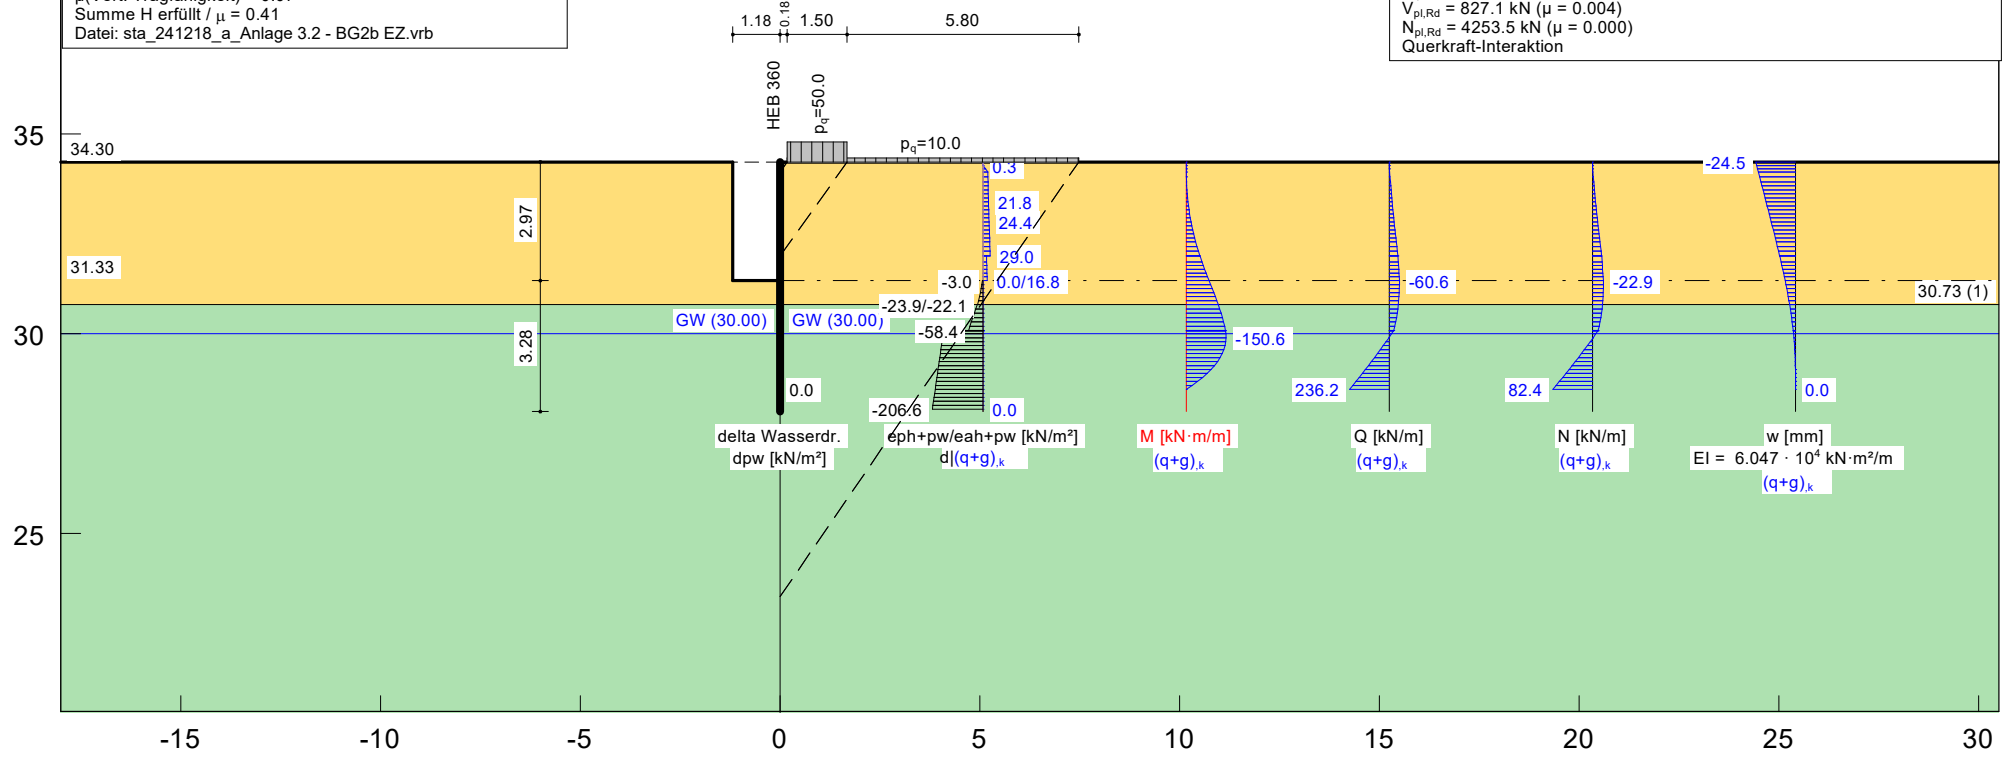 Summe H erfüllt / μ = 0.41
Datei: sta_241218_a_Anlage 3.2 - BG2b EZ.vrb
V_pl,Rd = 827.1 kN (μ = 0.004)
N_pl,Rd = 4253.5 kN (μ = 0.000)
Querkraft-Interaktion
1.18
0.18
1.50
5.80
HEB 360
p_q=50.0
p_q=10.0
35
34.30
0.3
-24.5
2.97
21.8
24.4
31.33
29.0
-3.0
0.0/16.8
-60.6
-22.9
30.73 (1)
-23.9/-22.1
GW (30.00)
GW (30.00)
-58.4
30
-150.6
3.28
0.0
236.2
82.4
0.0
-206.6
0.0
delta Wasserdr.
dpw [kN/m²]
eph+pw/eah+pw [kN/m²]
d|(q+g),k
M [kN·m/m]
(q+g),k
Q [kN/m]
(q+g),k
N [kN/m]
(q+g),k
w [mm]
EI = 6.047 · 10⁴ kN·m²/m
(q+g),k
25
-15
-10
-5
0
5
10
15
20
25
30